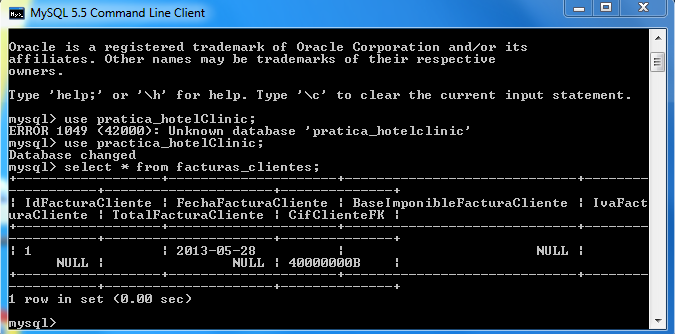 MySQL 5.5 Command Line Client
Oracle is a registered trademark of Oracle Corporation and/or its
affiliates. Other names may be trademarks of their respective
owners.
Type 'help;' or '\h' for help. Type '\c' to clear the current input statement.
mysql> use pratica_hotelClinic;
ERROR 1049 (42000): Unknown database 'pratica_hotelclinic'
mysql> use practica_hotelClinic;
Database changed
mysql> select * from facturas_clientes;
+------------------+--------------------+------------------------------+--------
------------+----------------------+--------------+
| IdFacturaCliente | FechaFacturaCliente | BaseImponibleFacturaCliente | IvaFact
uraCliente | TotalFacturaCliente | CifClienteFK |
+------------------+--------------------+------------------------------+--------
------------+----------------------+--------------+
| 1 | 2013-05-28 | NULL |
NULL | NULL | 40000000B |
+------------------+--------------------+------------------------------+--------
------------+----------------------+--------------+
1 row in set (0.00 sec)
mysql>